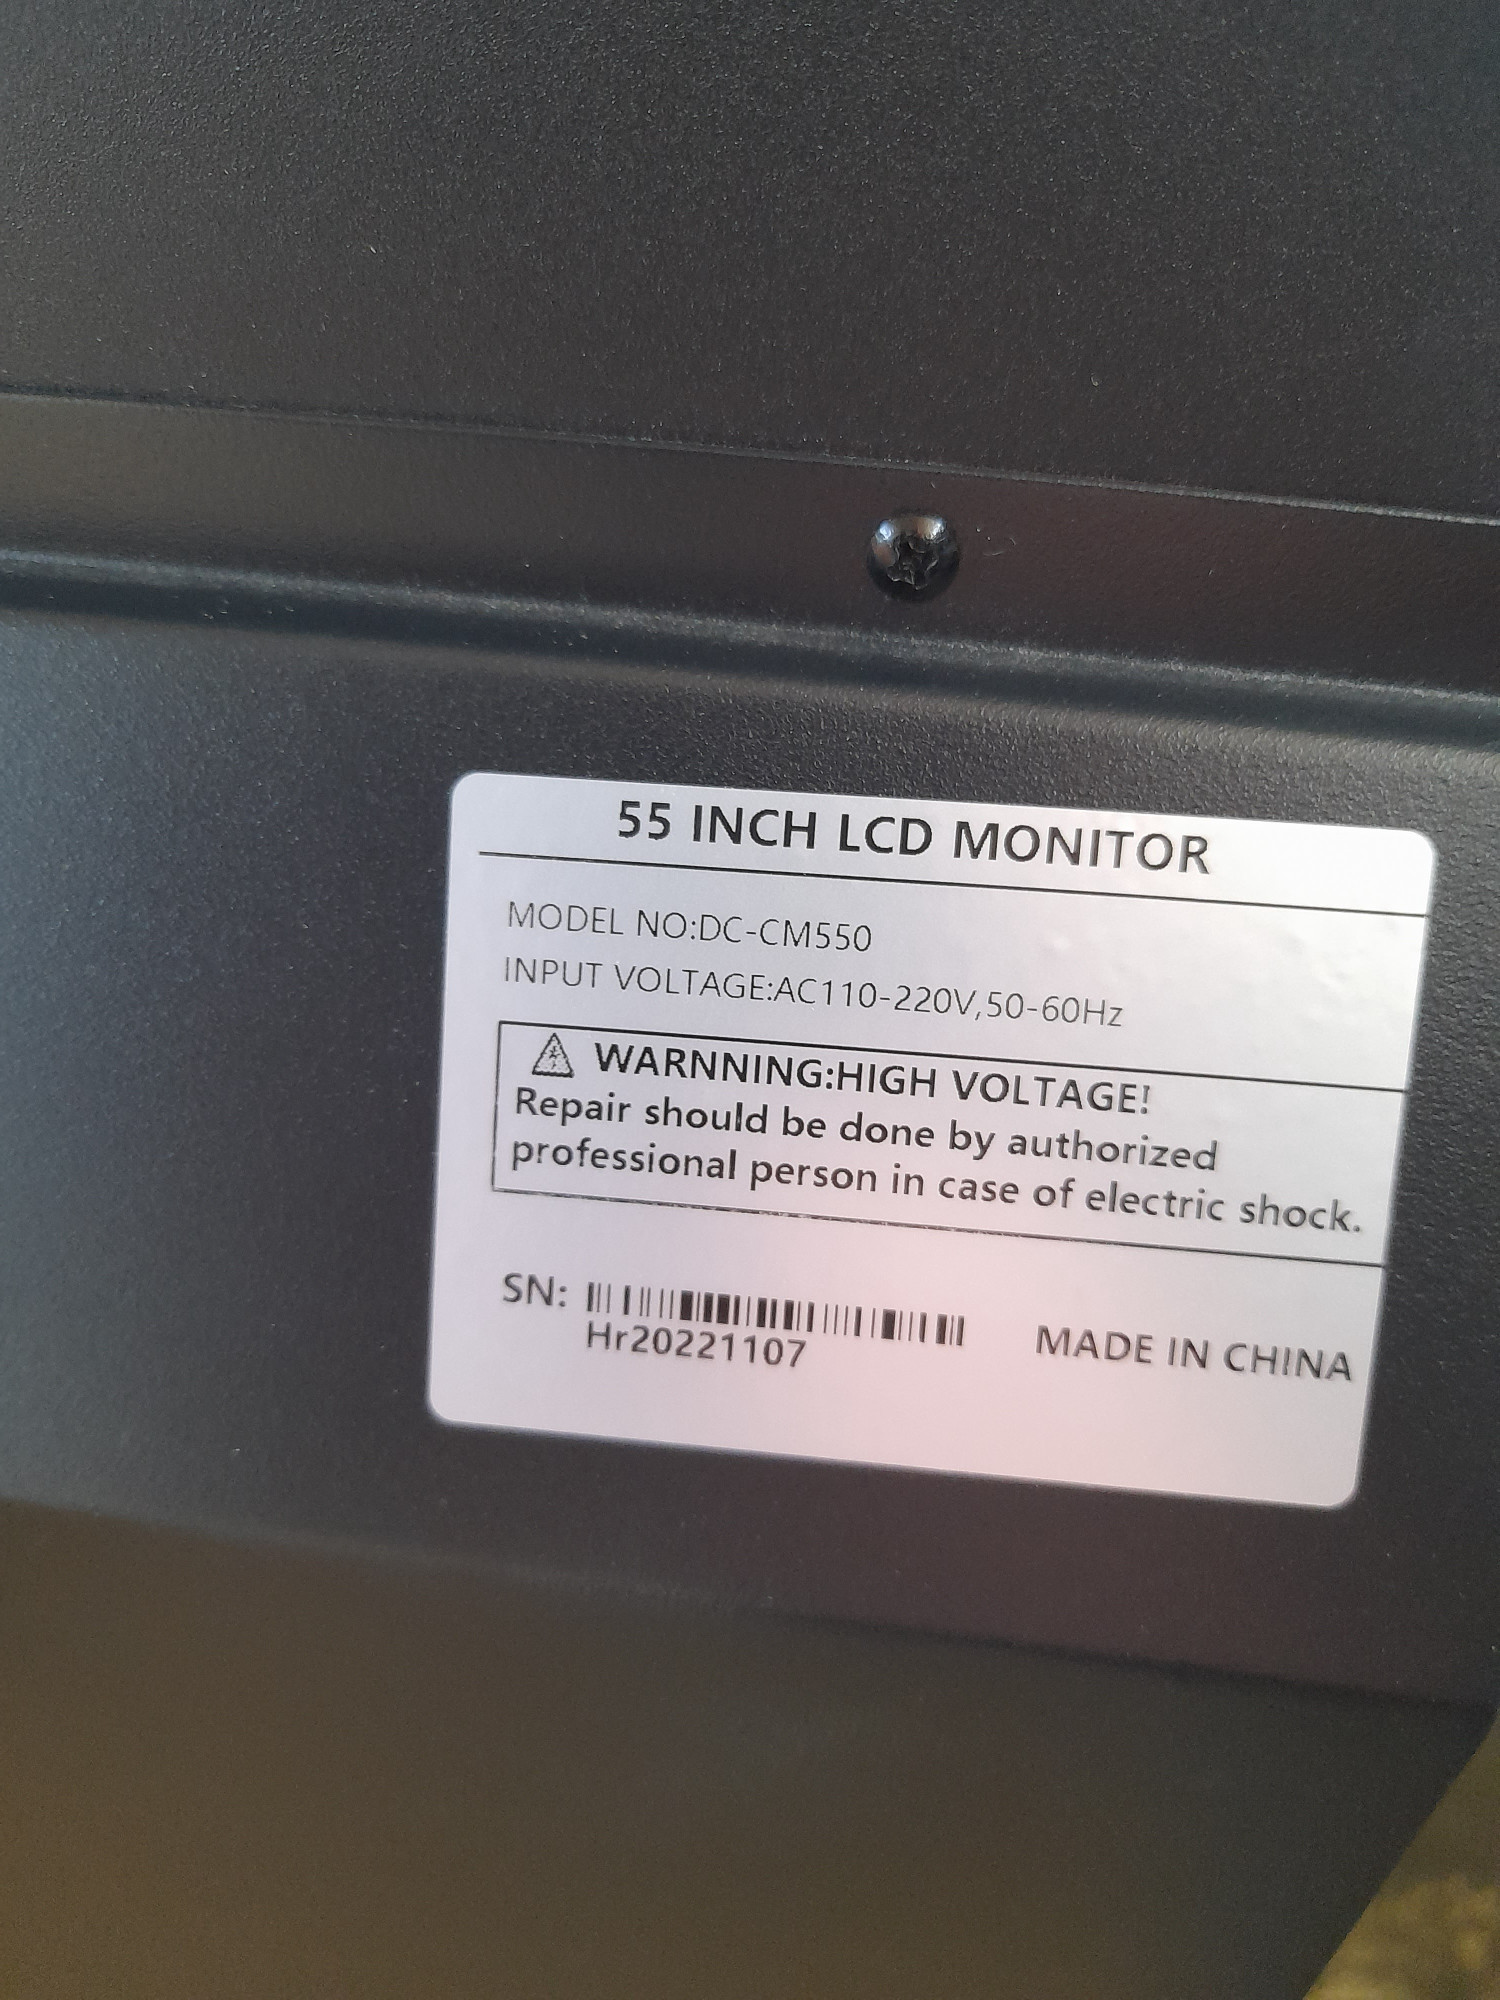 55 INCH LCD MONITOR
MODEL NO:DC-CM550
INPUT VOLTAGE:AC110-220V,50-60Hz
WARNNING:HIGH VOLTAGE!
Repair should be done by authorized
professional person in case of electric shock.
SN:
Hr20221107
MADE IN CHINA